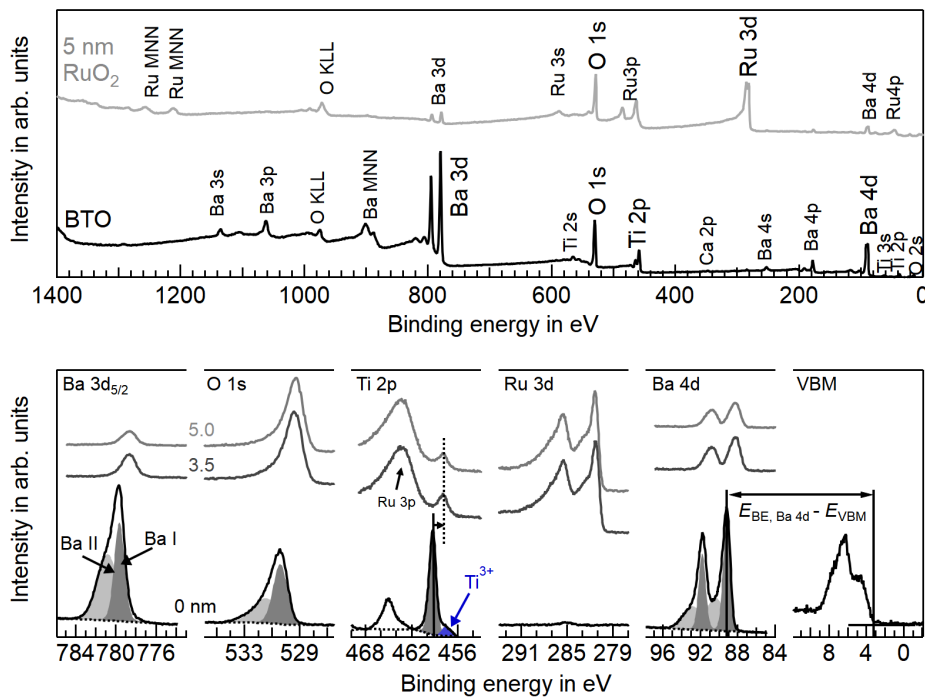 5 nm
RuO2
Ru MNN
Ru MNN
O KLL
Ba 3d
Ru 3s
O 1s
Ru3p
Ru 3d
Ba 4d
Ru4p
BTO
Ba 3s
Ba 3p
O KLL
Ba MNN
Ba 3d
Ti 2s
O 1s
Ti 2p
Ca 2p
Ba 4s
Ba 4p
Ba 4d
Ti 3s
Ti 2p
O 2s
Intensity in arb. units
1400 1200 1000 800 600 400 200 0
Binding energy in eV
Ba 3d5/2
O 1s
Ti 2p
Ru 3d
Ba 4d
VBM
5.0
3.5
Ru 3p
EBE, Ba 4d - EVBM
Ba II
Ba I
Ti3+
0 nm
Intensity in arb. units
784 780 776
533 529
468 462 456
291 285 279
96 92 88 84
8 4 0
Binding energy in eV